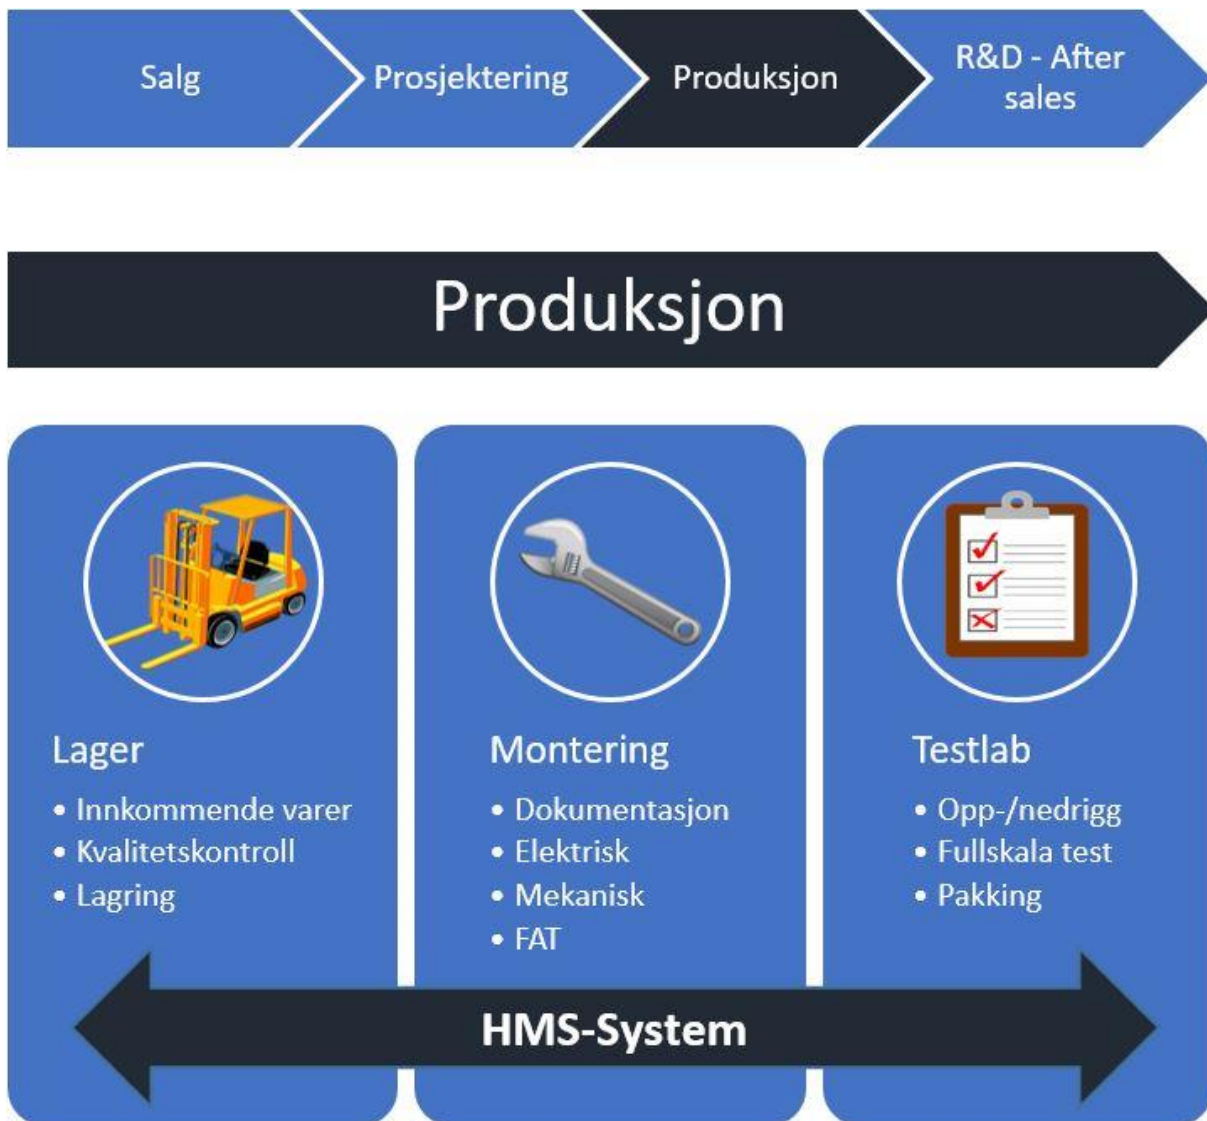 Salg
Prosjektering
Produksjon
R&D - After
sales
Produksjon
Lager
• Innkommende varer
• Kvalitetskontroll
• Lagring
Montering
• Dokumentasjon
• Elektrisk
• Mekanisk
• FAT
Testlab
• Opp-/nedrigg
• Fullskala test
• Pakking
HMS-System